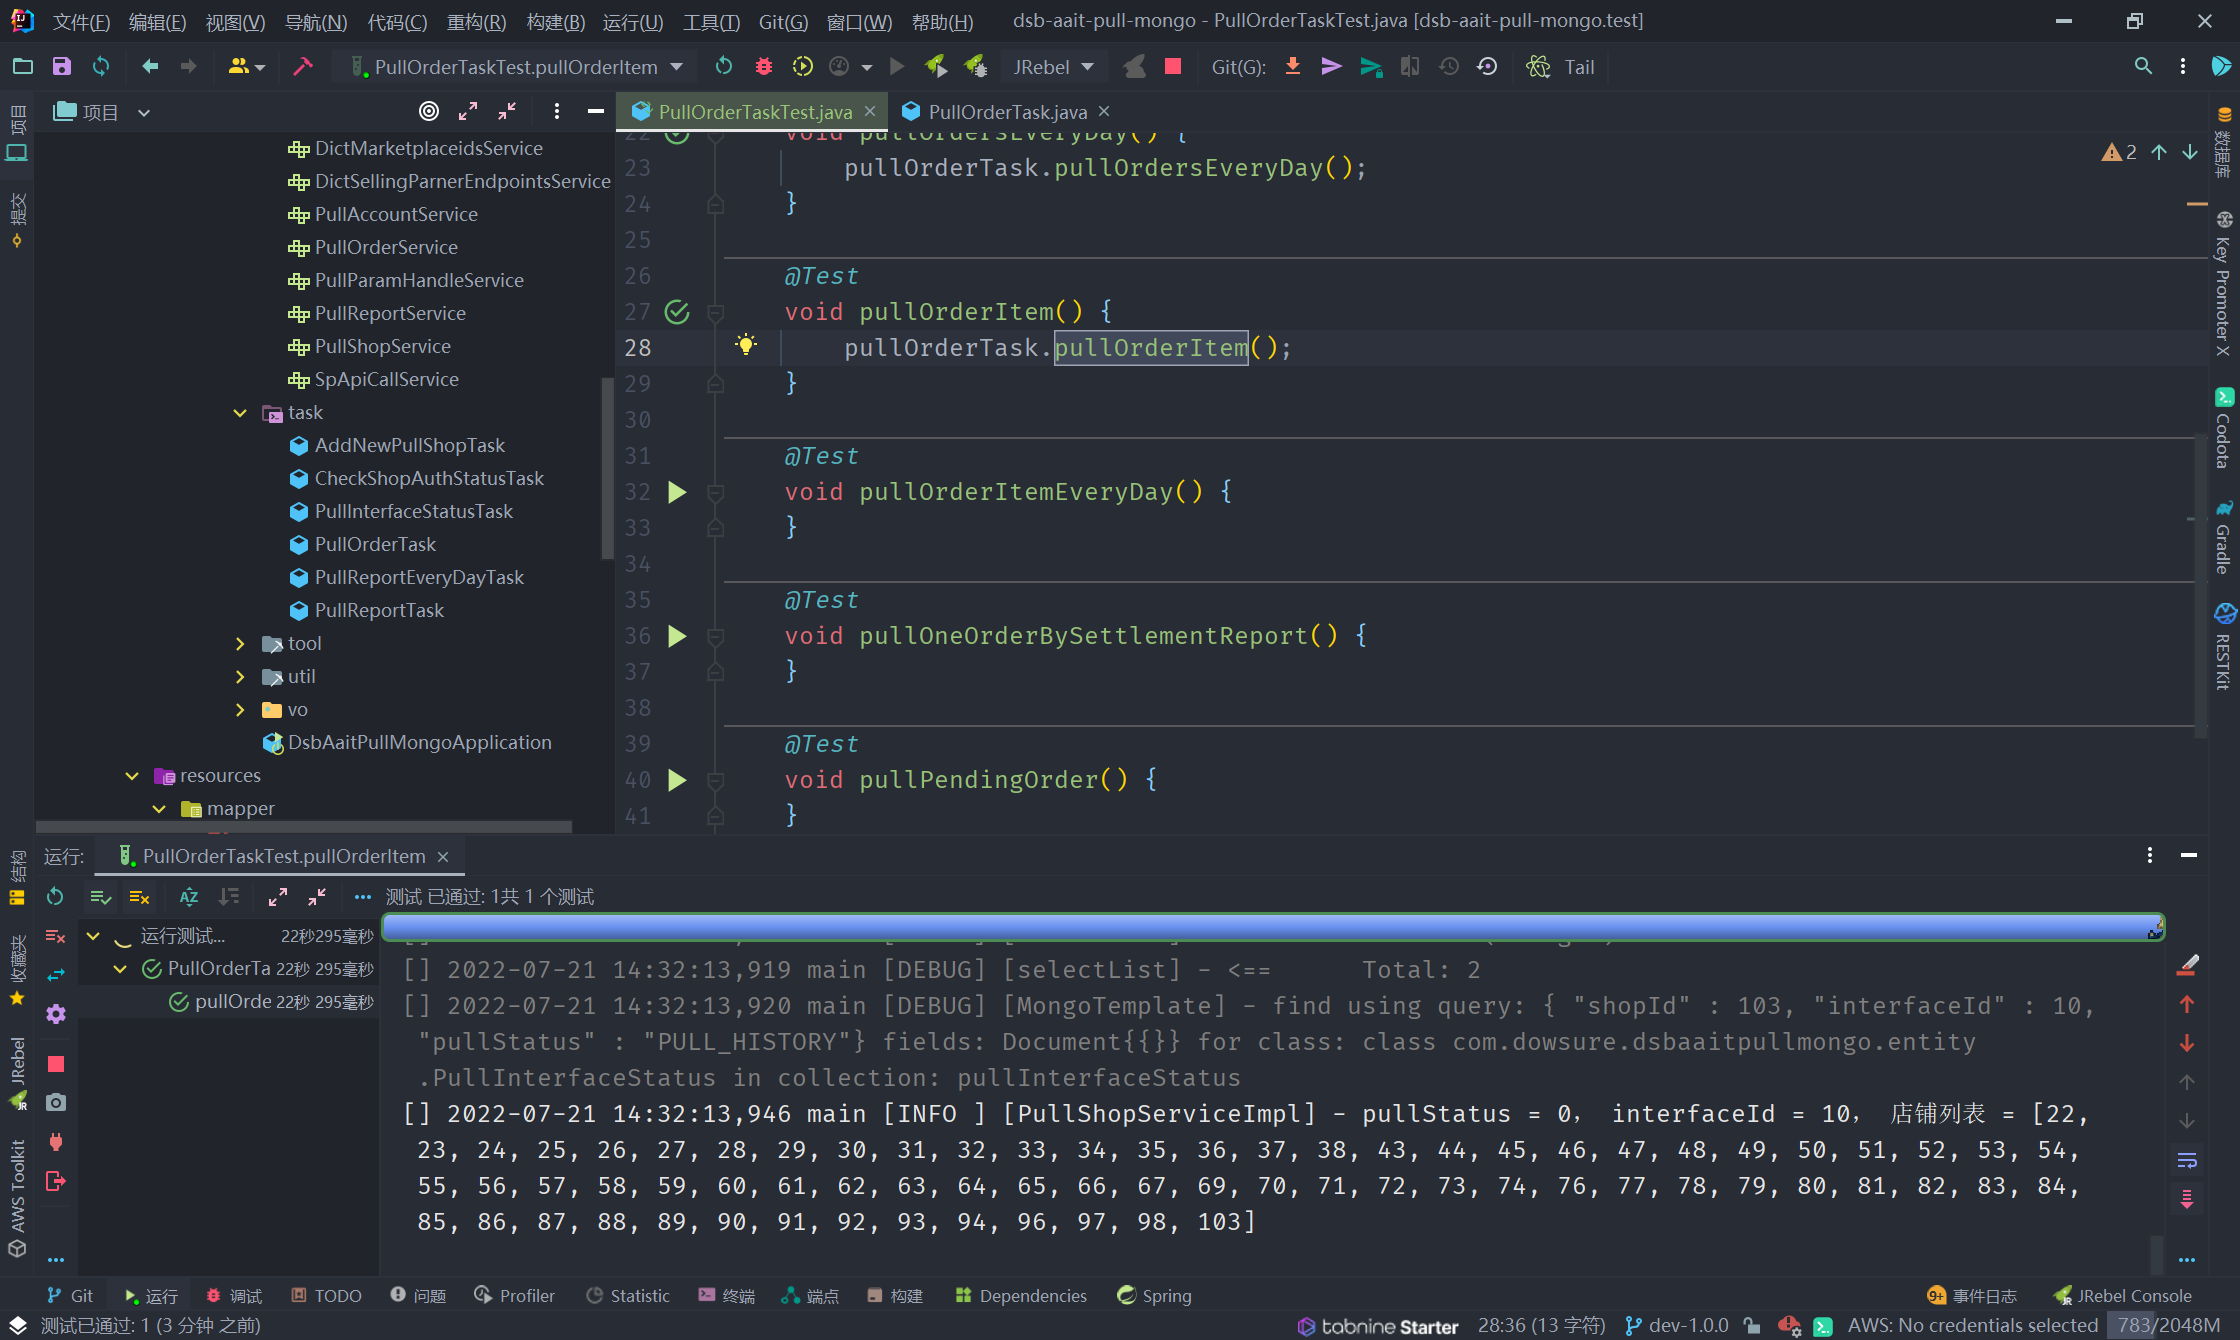 文件(F) 编辑(E) 视图(V) 导航(N) 代码(C) 重构(R) 构建(B) 运行(U) 工具(T) Git(G) 窗口(W) 帮助(H) dsb-aait-pull-mongo - PullOrderTaskTest.java [dsb-aait-pull-mongo.test]
PullOrderTaskTest.pullOrderItem JRebel Git(G): Tail
项目
PullOrderTaskTest.java PullOrderTask.java
DictMarketplaceidsService
DictSellingParnerEndpointsService
PullAccountService
PullOrderService
PullParamHandleService
PullReportService
PullShopService
SpApiCallService
task
AddNewPullShopTask
CheckShopAuthStatusTask
PullInterfaceStatusTask
PullOrderTask
PullReportEveryDayTask
PullReportTask
tool
util
vo
DsbAaitPullMongoApplication
resources
mapper
22 void pullOrdersEveryDay() {
23 pullOrderTask.pullOrdersEveryDay();
24 }
25
26 @Test
27 void pullOrderItem() {
28 pullOrderTask.pullOrderItem();
29 }
30
31 @Test
32 void pullOrderItemEveryDay() {
33 }
34
35 @Test
36 void pullOneOrderBySettlementReport() {
37 }
38
39 @Test
40 void pullPendingOrder() {
41 }
2
项目
提交
结构
收藏夹
JRebel
AWS Toolkit
数据库
Key Promoter X
Codota
Gradle
RESTKit
运行: PullOrderTaskTest.pullOrderItem
测试 已通过: 1共 1 个测试
运行测试... 22秒295毫秒
PullOrderTa 22秒 295毫秒
pullOrde 22秒 295毫秒
[] 2022-07-21 14:32:13,919 main [DEBUG] [selectList] - <== Total: 2
[] 2022-07-21 14:32:13,920 main [DEBUG] [MongoTemplate] - find using query: { "shopId" : 103, "interfaceId" : 10,
"pullStatus" : "PULL_HISTORY"} fields: Document{{}} for class: class com.dowsure.dsbaaitpullmongo.entity
.PullInterfaceStatus in collection: pullInterfaceStatus
[] 2022-07-21 14:32:13,946 main [INFO ] [PullShopServiceImpl] - pullStatus = 0， interfaceId = 10， 店铺列表 = [22,
23, 24, 25, 26, 27, 28, 29, 30, 31, 32, 33, 34, 35, 36, 37, 38, 43, 44, 45, 46, 47, 48, 49, 50, 51, 52, 53, 54,
55, 56, 57, 58, 59, 60, 61, 62, 63, 64, 65, 66, 67, 69, 70, 71, 72, 73, 74, 76, 77, 78, 79, 80, 81, 82, 83, 84,
85, 86, 87, 88, 89, 90, 91, 92, 93, 94, 96, 97, 98, 103]
Git 运行 调试 TODO 问题 Profiler Statistic 终端 端点 构建 Dependencies Spring 9+ 事件日志 JRebel Console
测试已通过: 1 (3 分钟 之前) tabnine Starter 28:36 (13 字符) dev-1.0.0 AWS: No credentials selected 783/2048M